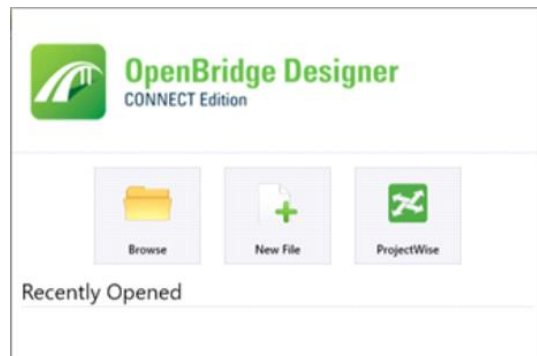 OpenBridge Designer
CONNECT Edition
Browse
New File
ProjectWise
Recently Opened